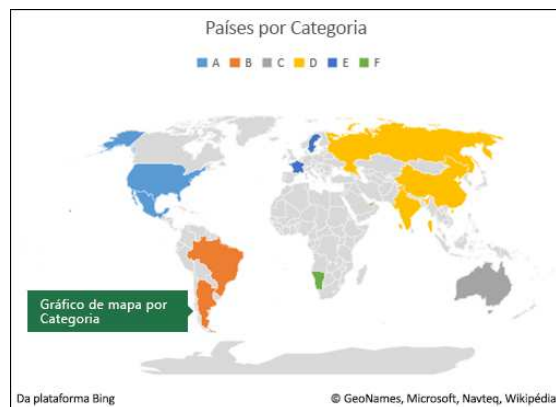 Países por Categoria
A B C D E F
Gráfico de mapa por
Categoria
Da plataforma Bing
© GeoNames, Microsoft, Navteq, Wikipédia